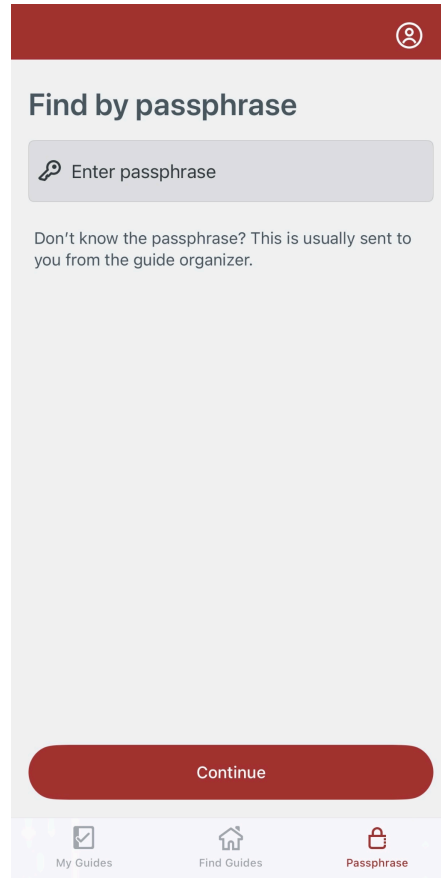 Find by passphrase
Enter passphrase
Don’t know the passphrase? This is usually sent to
you from the guide organizer.
Continue
My Guides
Find Guides
Passphrase